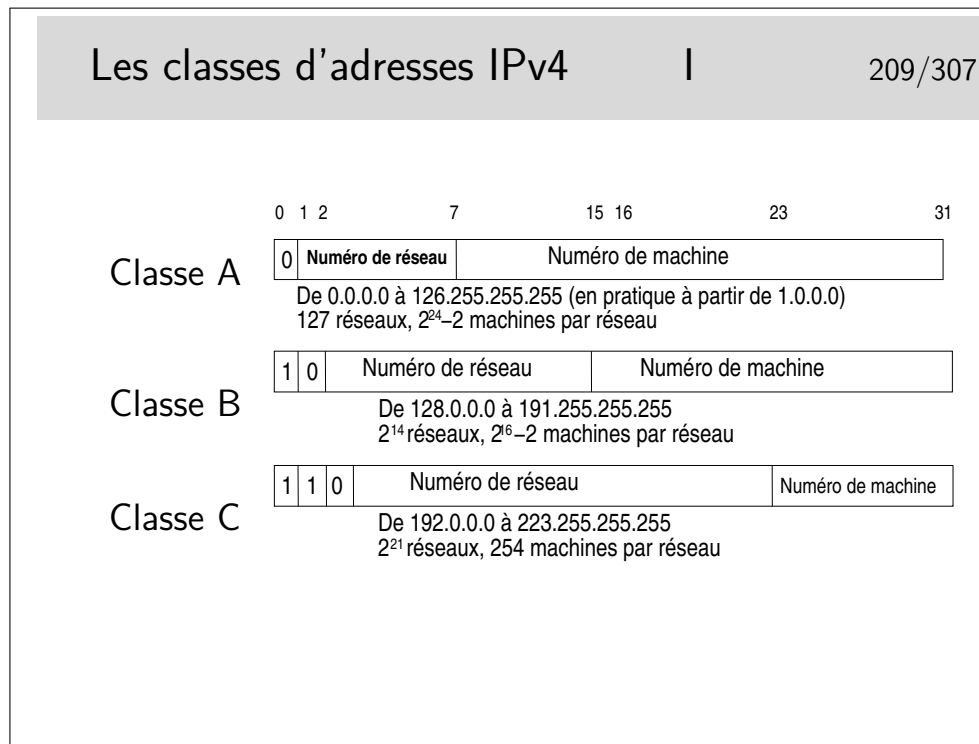 Les classes d'adresses IPv4 I 209/307
0 1 2 7 15 16 23 31
Classe A
0 Numéro de réseau Numéro de machine
De 0.0.0.0 à 126.255.255.255 (en pratique à partir de 1.0.0.0)
127 réseaux, 2²⁴–2 machines par réseau
Classe B
1 0 Numéro de réseau Numéro de machine
De 128.0.0.0 à 191.255.255.255
2¹⁴ réseaux, 2¹⁶–2 machines par réseau
Classe C
1 1 0 Numéro de réseau Numéro de machine
De 192.0.0.0 à 223.255.255.255
2²¹ réseaux, 254 machines par réseau